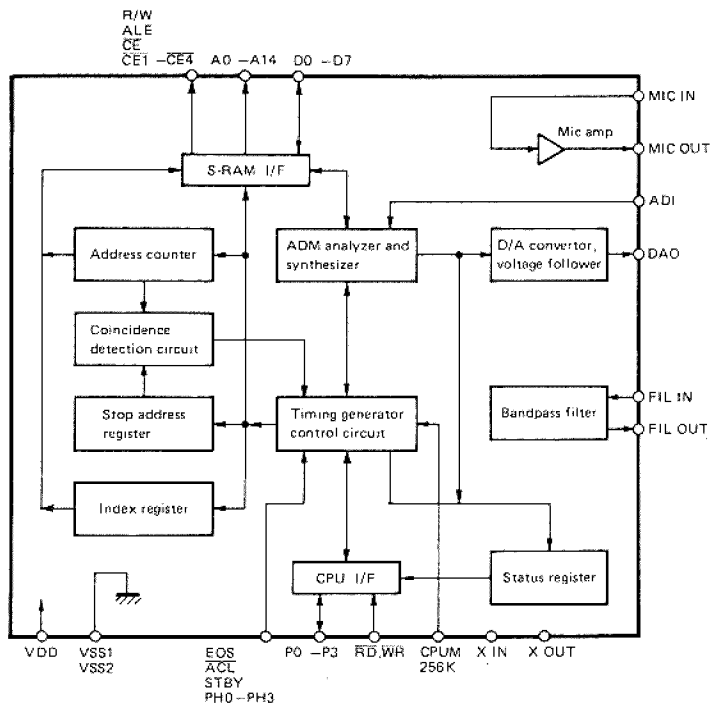 R/W
ALE
CE
CE1 – CE4 A0 – A14 D0 – D7
MIC IN
Mic amp
MIC OUT
S-RAM I/F
ADI
Address counter
ADM analyzer and
synthesizer
D/A convertor,
voltage follower
DAO
Coincidence
detection circuit
Stop address
register
Timing generator
control circuit
Bandpass filter
FIL IN
FIL OUT
Index register
CPU I/F
Status register
VDD
VSS1
VSS2
EOS
ACL
STBY
PH0 – PH3
P0 – P3
RD, WR
CPUM
256K
X IN
X OUT